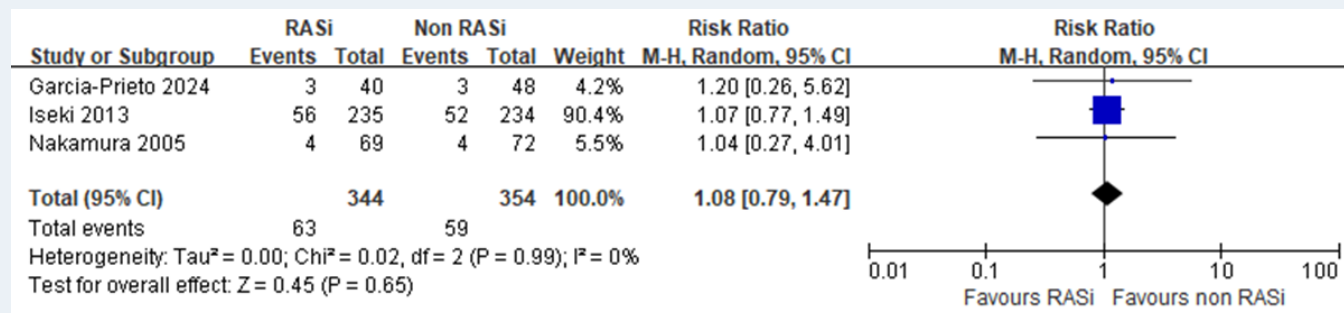 RASi Non RASi Risk Ratio Risk Ratio
Study or Subgroup Events Total Events Total Weight M-H, Random, 95% CI M-H, Random, 95% CI
Garcia-Prieto 2024 3 40 3 48 4.2% 1.20 [0.26, 5.62]
Iseki 2013 56 235 52 234 90.4% 1.07 [0.77, 1.49]
Nakamura 2005 4 69 4 72 5.5% 1.04 [0.27, 4.01]
Total (95% CI) 344 354 100.0% 1.08 [0.79, 1.47]
Total events 63 59
Heterogeneity: Tau² = 0.00; Chi² = 0.02, df = 2 (P = 0.99); I² = 0%
Test for overall effect: Z = 0.45 (P = 0.65)
0.01 0.1 1 10 100
Favours RASi Favours non RASi